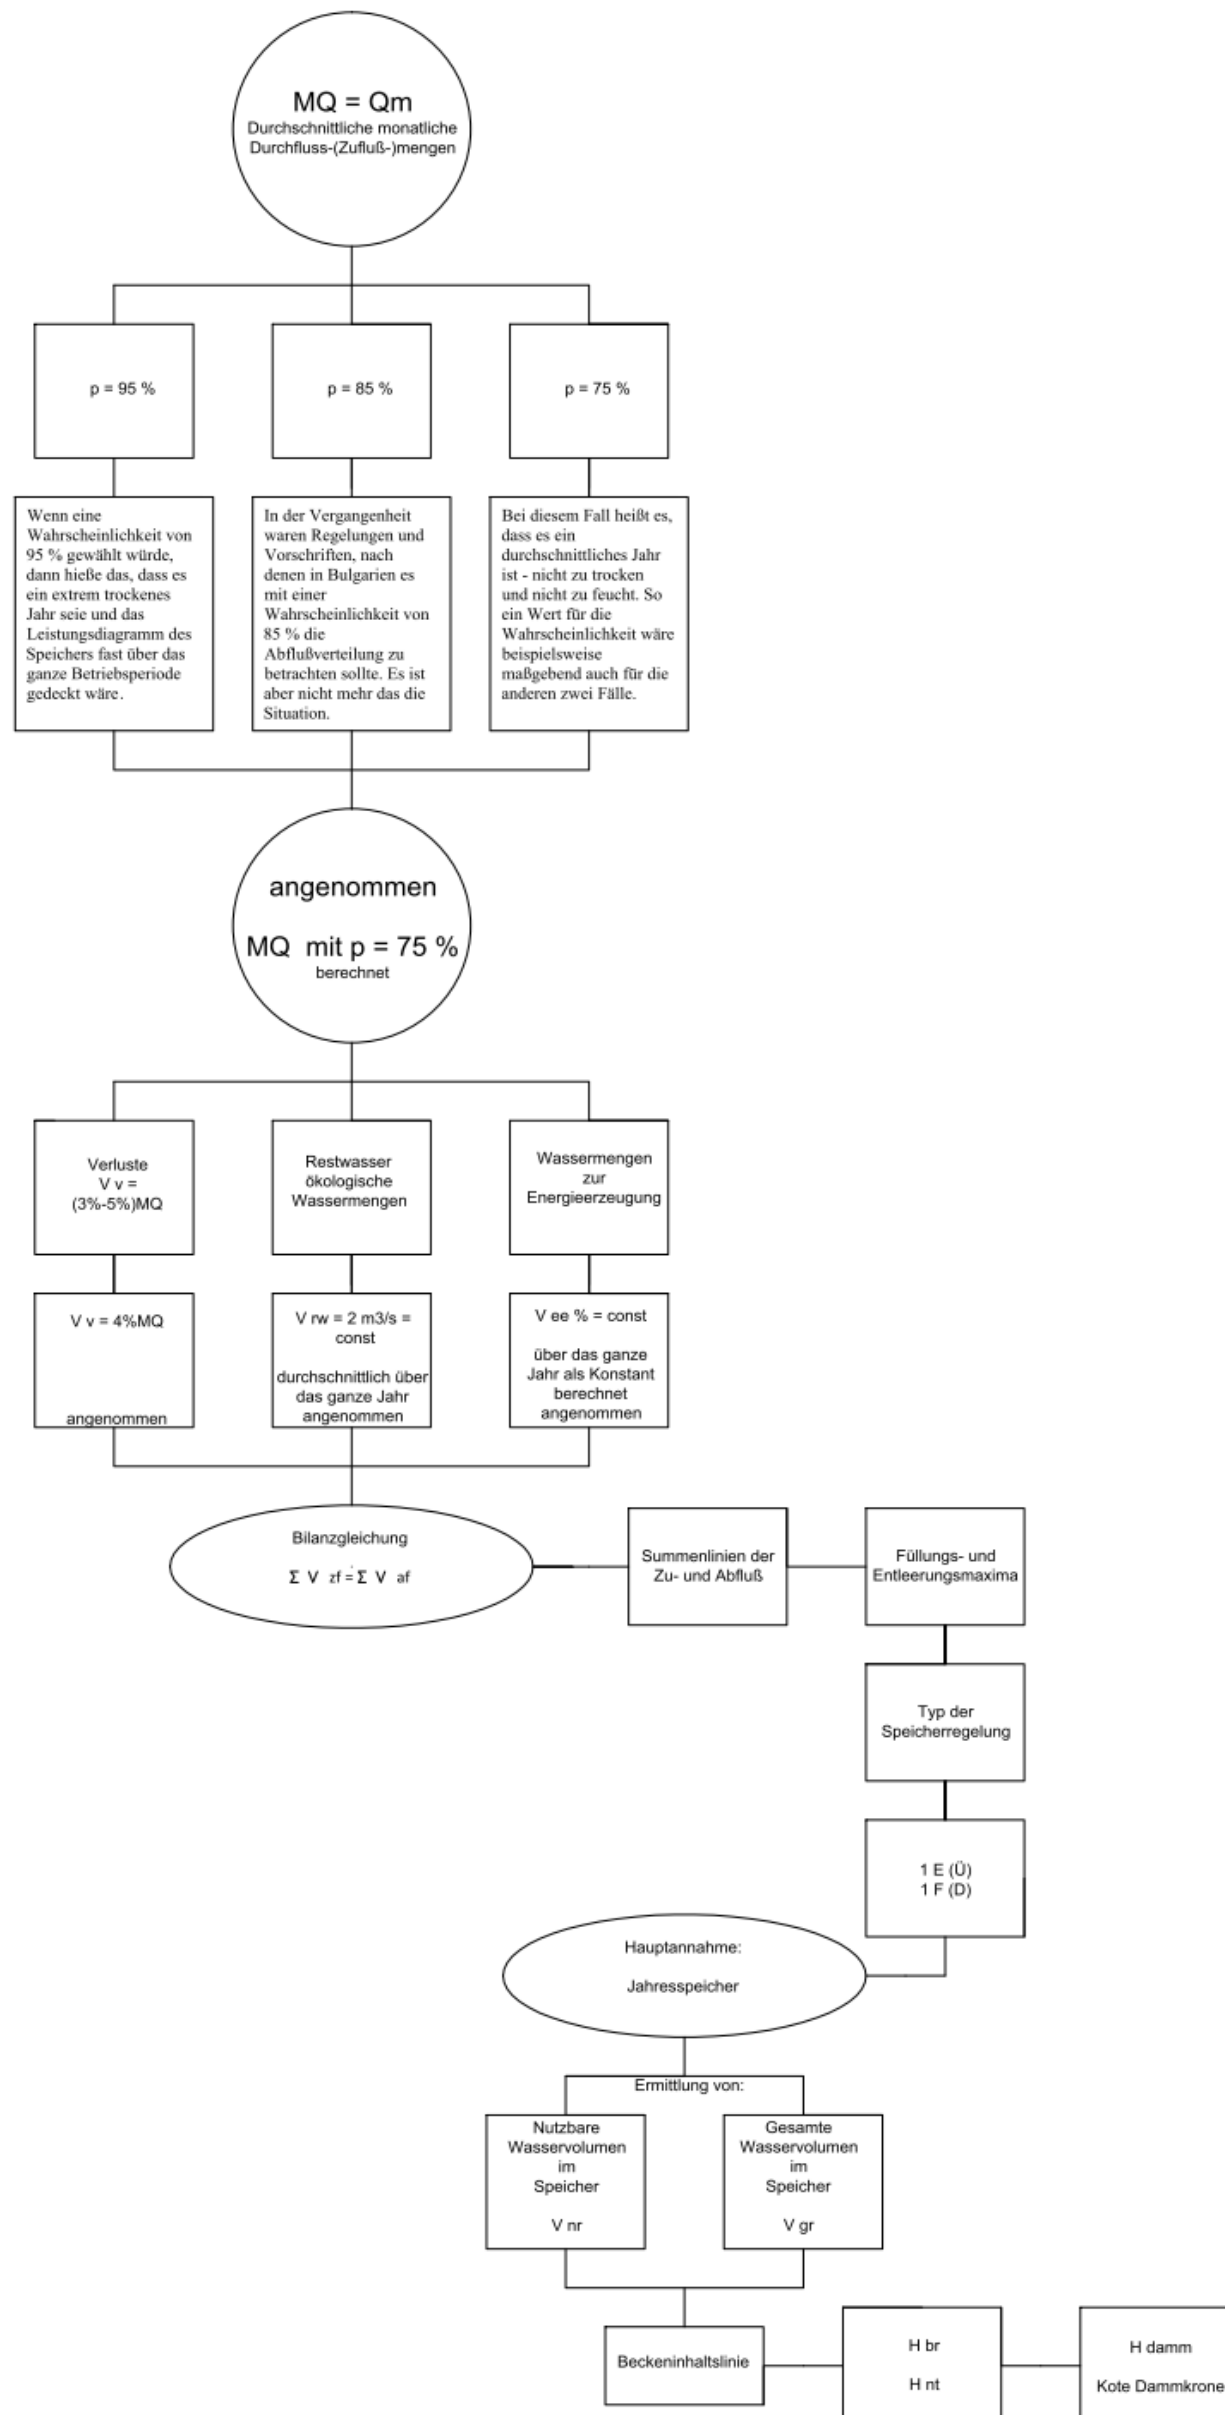 MQ = Qm
Durchschnittliche monatliche
Durchfluss-(Zufluß-)mengen
p = 95 %
p = 85 %
p = 75 %
Wenn eine
Wahrscheinlichkeit von
95 % gewählt würde,
dann hieße das, dass es
ein extrem trockenes
Jahr seie und das
Leistungsdiagramm des
Speichers fast über das
ganze Betriebsperiode
gedeckt wäre.
In der Vergangenheit
waren Regelungen und
Vorschriften, nach
denen in Bulgarien es
mit einer
Wahrscheinlichkeit von
85 % die
Abflußverteilung zu
betrachten sollte. Es ist
aber nicht mehr das die
Situation.
Bei diesem Fall heißt es,
dass es ein
durchschnittliches Jahr
ist - nicht zu trocken
und nicht zu feucht. So
ein Wert für die
Wahrscheinlichkeit wäre
beispielsweise
maßgebend auch für die
anderen zwei Fälle.
angenommen
MQ mit p = 75 %
berechnet
Verluste
V v =
(3%-5%)MQ
Restwasser
ökologische
Wassermengen
Wassermengen
zur
Energieerzeugung
V v = 4%MQ
angenommen
V rw = 2 m3/s =
const
durchschnittlich über
das ganze Jahr
angenommen
V ee % = const
über das ganze
Jahr als Konstant
berechnet
angenommen
Bilanzgleichung
Σ V zf = Σ V af
Summenlinien der
Zu- und Abfluß
Füllungs- und
Entleerungsmaxima
Typ der
Speicherregelung
1 E (Ü)
1 F (D)
Hauptannahme:
Jahresspeicher
Ermittlung von:
Nutzbare
Wasservolumen
im
Speicher
V nr
Gesamte
Wasservolumen
im
Speicher
V gr
Beckeninhaltslinie
H br
H nt
H damm
Kote Dammkrone